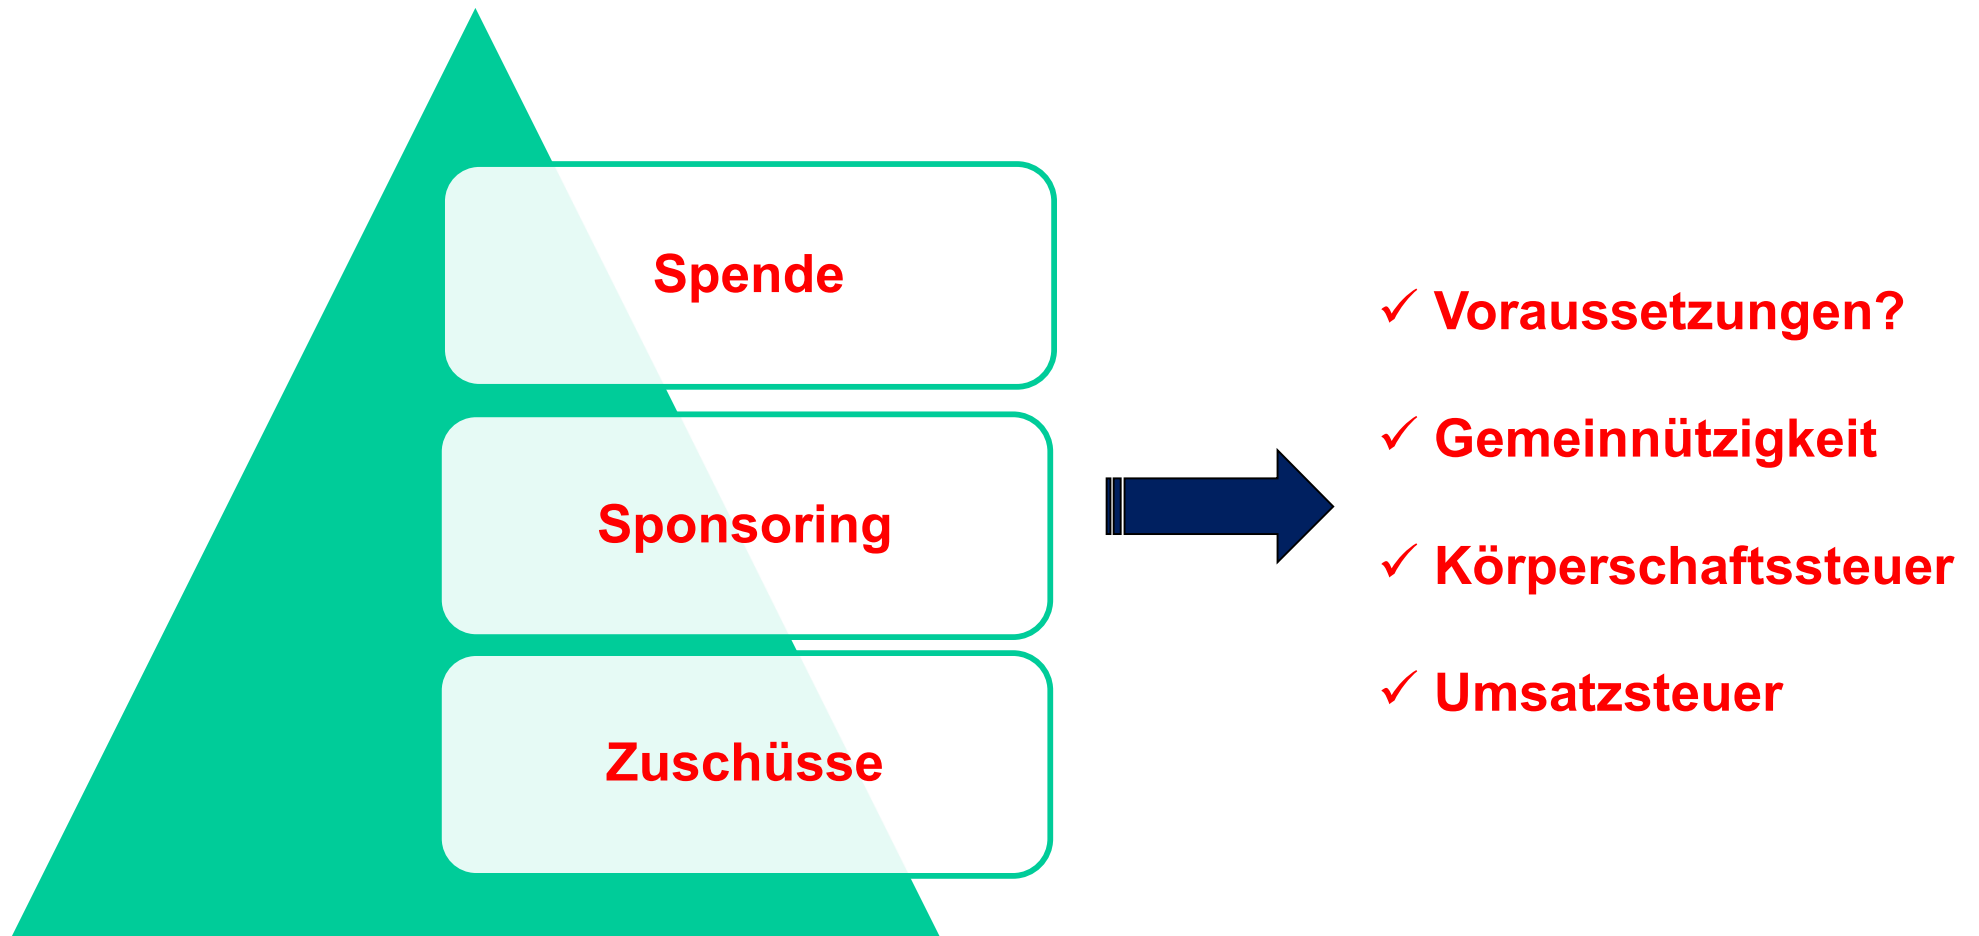 Spende
Sponsoring
Zuschüsse
✓ Voraussetzungen?
✓ Gemeinnützigkeit
✓ Körperschaftssteuer
✓ Umsatzsteuer